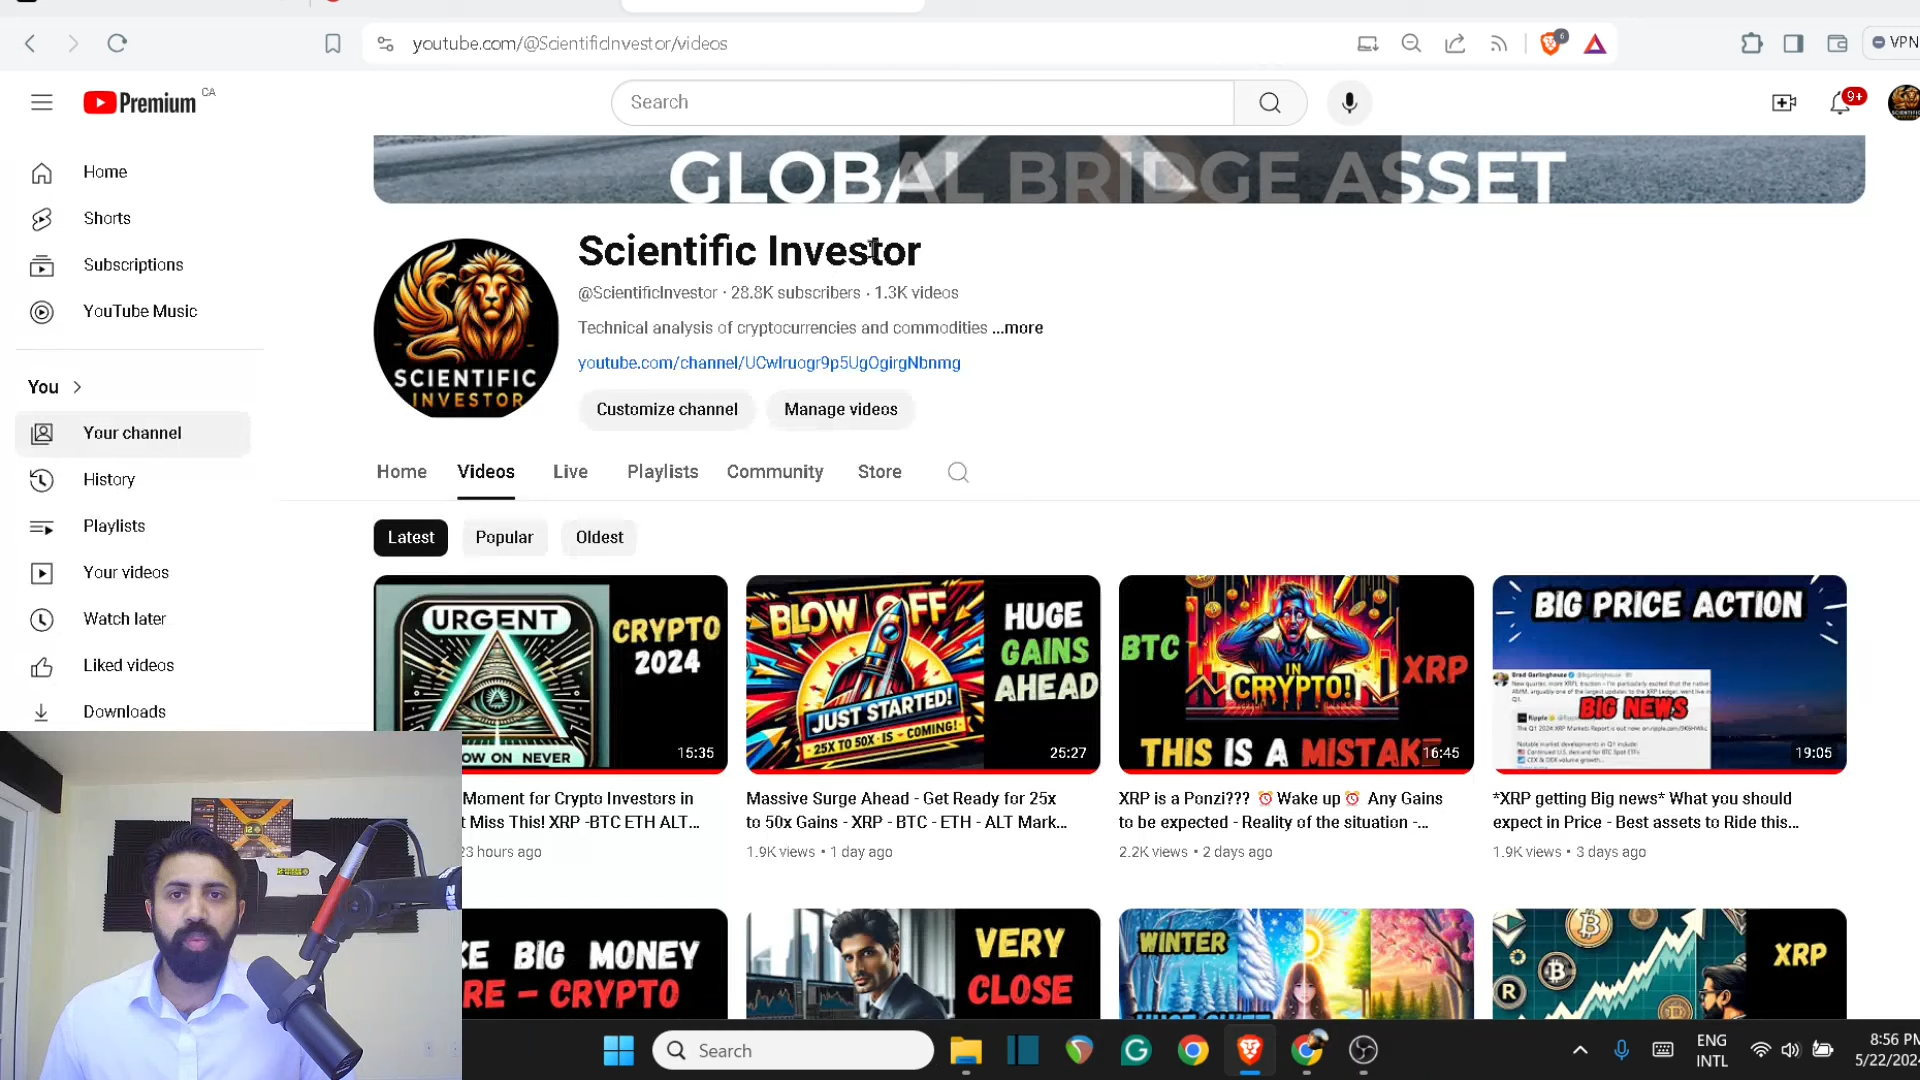 youtube.com/@ScientificInvestor/videos
6
VPN
Premium CA
Search
9+
GLOBAL BRIDGE ASSET
Home
Shorts
Subscriptions
YouTube Music
You
Your channel
History
Playlists
Your videos
Watch later
Liked videos
Downloads
SCIENTIFIC
INVESTOR
Scientific Investor
@ScientificInvestor · 28.8K subscribers · 1.3K videos
Technical analysis of cryptocurrencies and commodities ...more
youtube.com/channel/UCwIruogr9p5UgOgirgNbnmg
Customize channel
Manage videos
Home Videos Live Playlists Community Store
Latest Popular Oldest
URGENT
CRYPTO
2024
OW ON NEVER
15:35
Moment for Crypto Investors in
t Miss This! XRP -BTC ETH ALT...
23 hours ago
BLOW OFF
JUST STARTED!
25X TO 50X IS - COMING!
HUGE
GAINS
AHEAD
25:27
Massive Surge Ahead - Get Ready for 25x
to 50x Gains - XRP - BTC - ETH - ALT Mark...
1.9K views • 1 day ago
BTC
IN
CRYPTO!
XRP
THIS IS A MISTAKE
16:45
XRP is a Ponzi??? ⏰Wake up⏰ Any Gains
to be expected - Reality of the situation -...
2.2K views • 2 days ago
BIG PRICE ACTION
Brad Garlinghouse
BIG NEWS
19:05
*XRP getting Big news* What you should
expect in Price - Best assets to Ride this...
1.9K views • 3 days ago
KE BIG MONEY
RE - CRYPTO
VERY
CLOSE
WINTER
XRP
Search
ENG
INTL
8:56 PM
5/22/2024